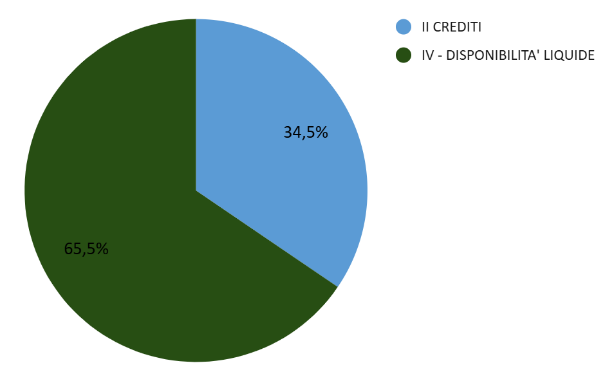 II CREDITI
IV - DISPONIBILITA' LIQUIDE
34,5%
65,5%